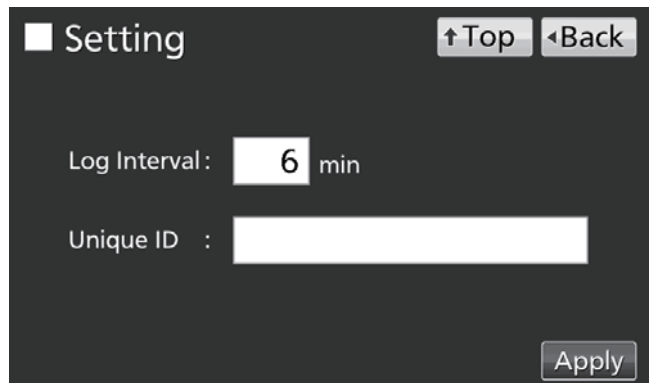 Setting
Top
Back
Log Interval: 6 min
Unique ID :
Apply